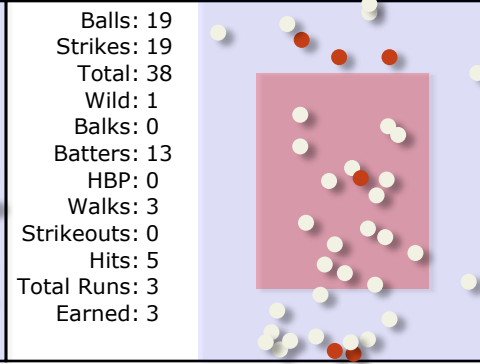 Balls: 19
Strikes: 19
Total: 38
Wild: 1
Balks: 0
Batters: 13
HBP: 0
Walks: 3
Strikeouts: 0
Hits: 5
Total Runs: 3
Earned: 3